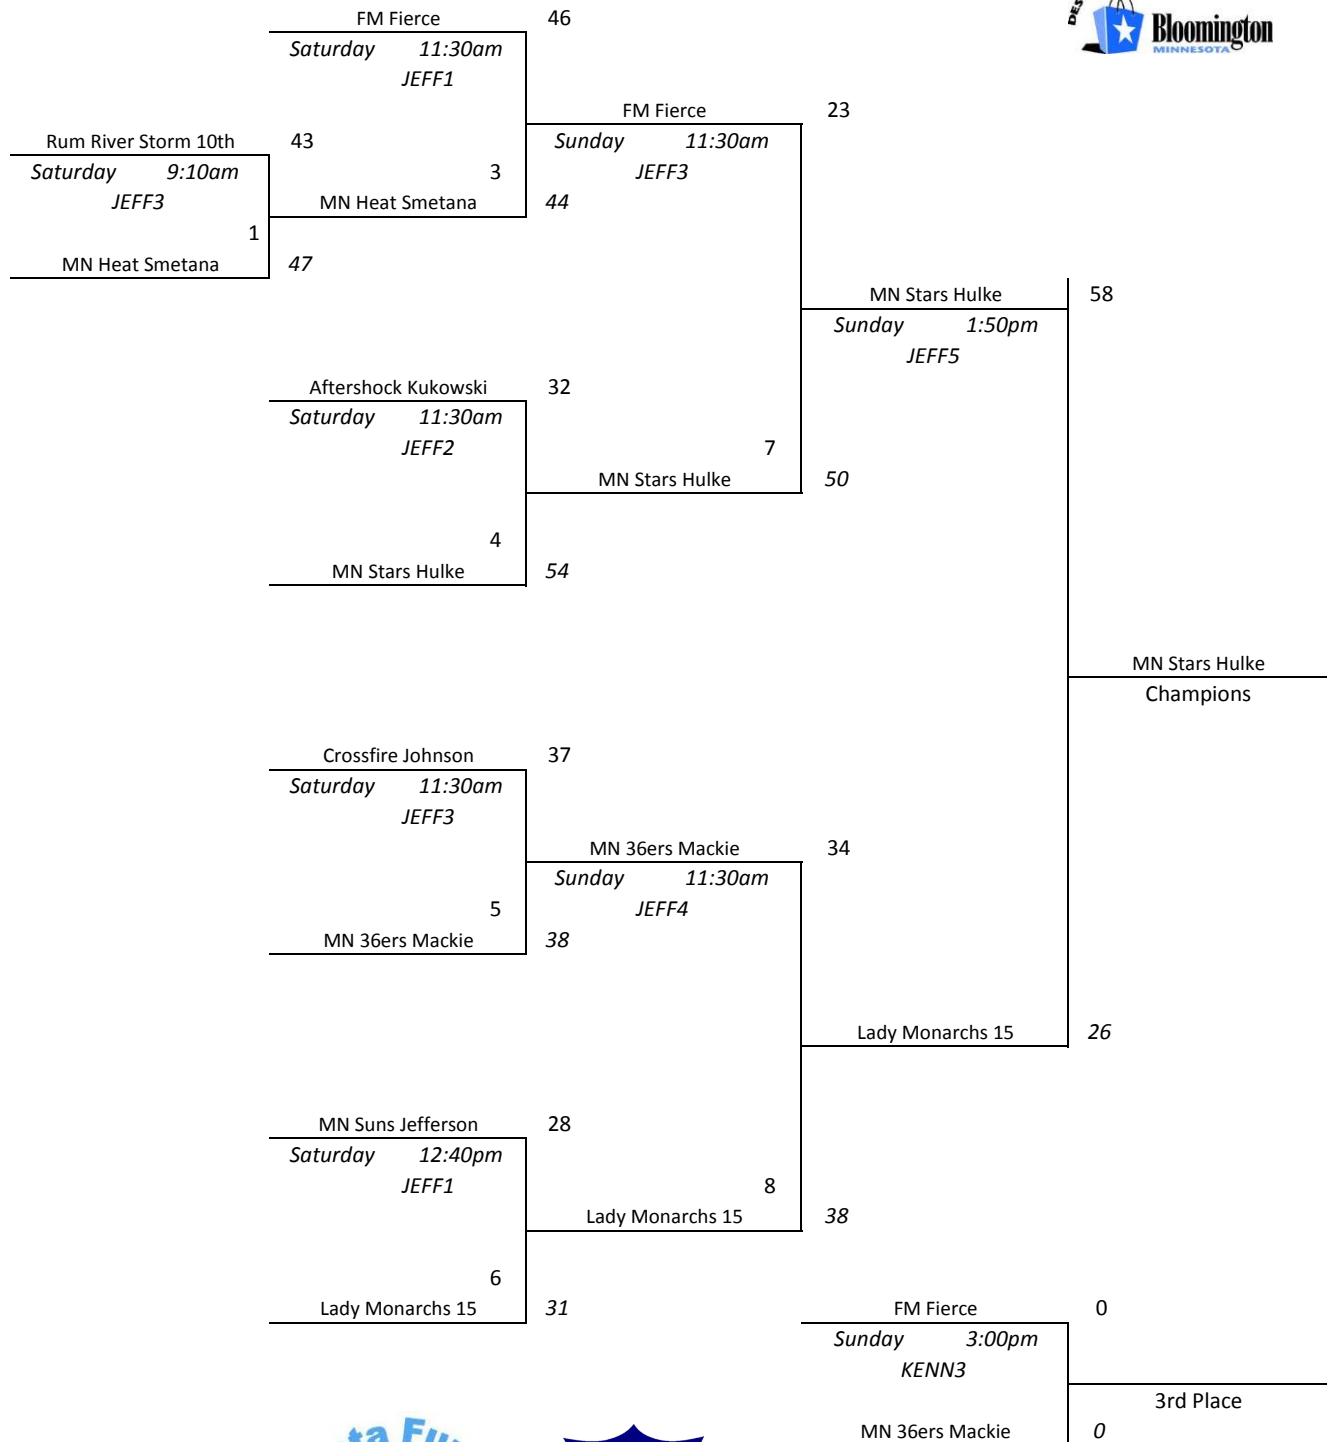 DES
Bloomington
MINNESOTA
FM Fierce 46
Saturday 11:30am
JEFF1
FM Fierce 23
Rum River Storm 10th 43
Sunday 11:30am
Saturday 9:10am
3
JEFF3
JEFF3
MN Heat Smetana 44
1
MN Heat Smetana 47
MN Stars Hulke 58
Sunday 1:50pm
JEFF5
Aftershock Kukowski 32
Saturday 11:30am
JEFF2
7
MN Stars Hulke 50
4
MN Stars Hulke 54
MN Stars Hulke
Champions
Crossfire Johnson 37
Saturday 11:30am
JEFF3
MN 36ers Mackie 34
Sunday 11:30am
5
JEFF4
MN 36ers Mackie 38
Lady Monarchs 15 26
MN Suns Jefferson 28
Saturday 12:40pm
JEFF1
8
Lady Monarchs 15 38
6
Lady Monarchs 15 31
FM Fierce 0
Sunday 3:00pm
KENN3
3rd Place
MN 36ers Mackie 0